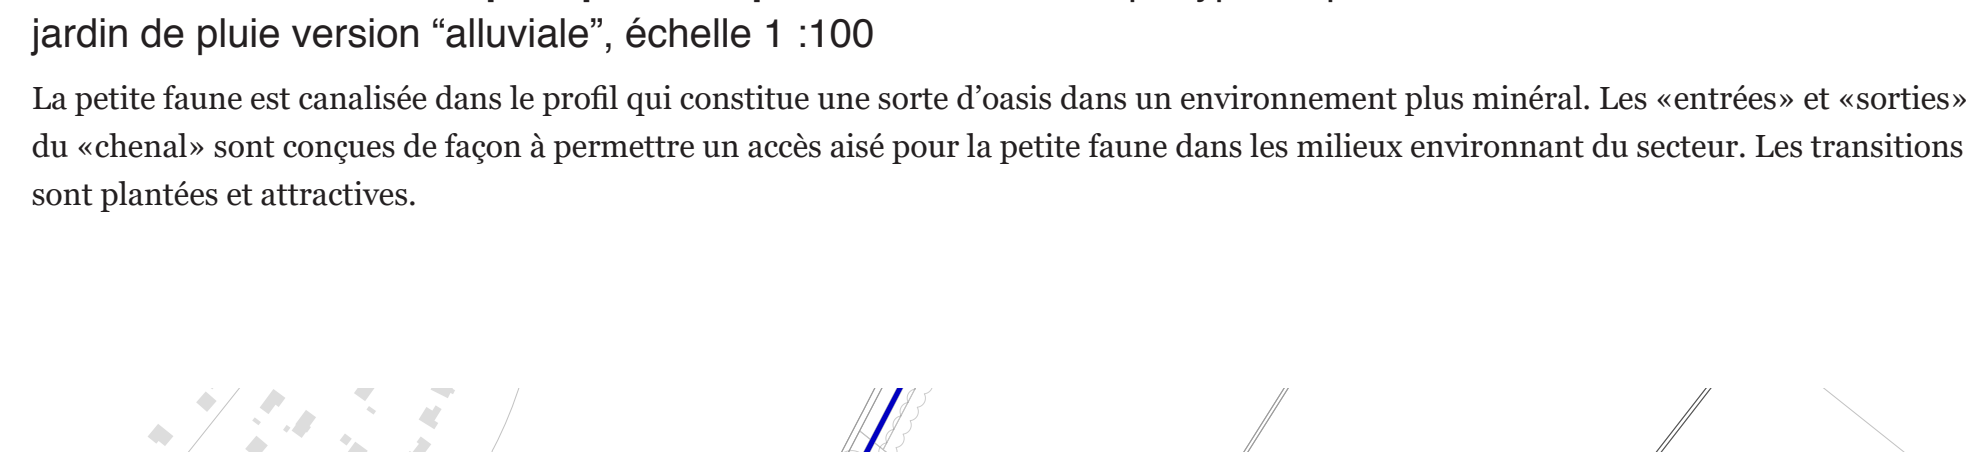 jardin de pluie version “alluviale”, échelle 1 :100
La petite faune est canalisée dans le profil qui constitue une sorte d’oasis dans un environnement plus minéral. Les «entrées» et «sorties»
du «chenal» sont conçues de façon à permettre un accès aisé pour la petite faune dans les milieux environnant du secteur. Les transitions
sont plantées et attractives.